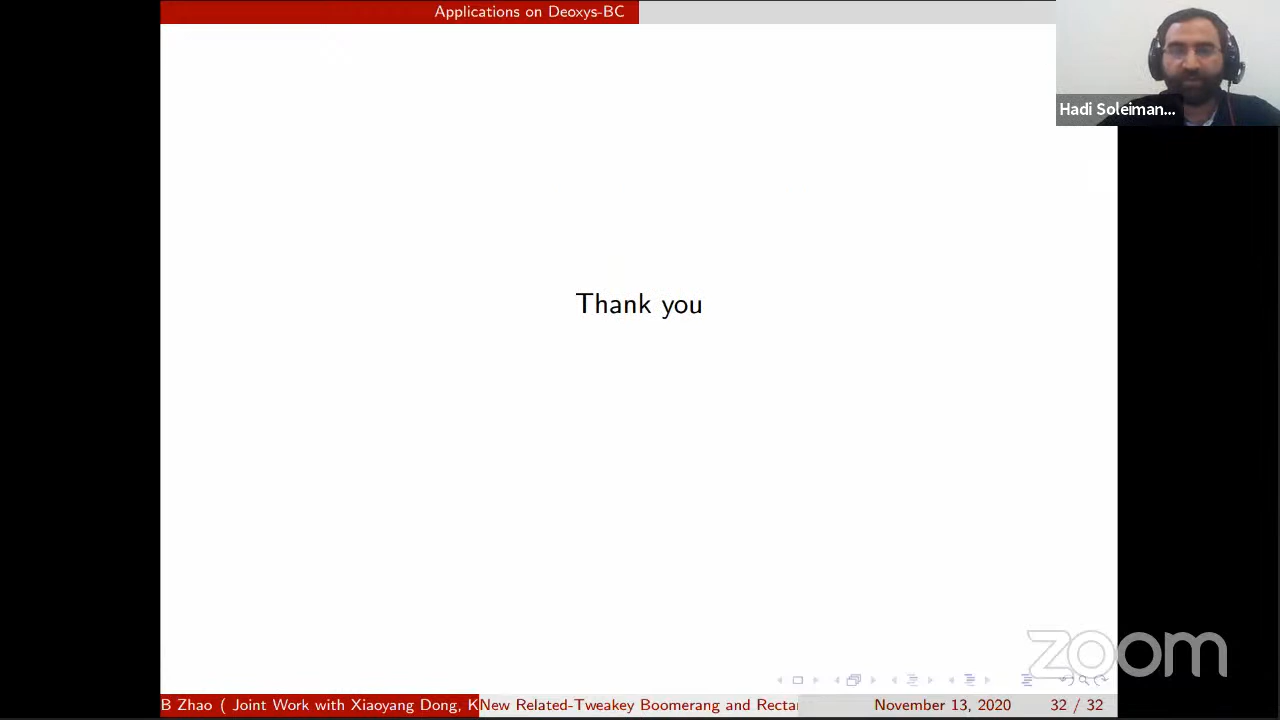 Applications on Deoxys-BC
Hadi Soleiman...
Thank you
zoom
B Zhao ( Joint Work with Xiaoyang Dong, K
New Related-Tweakey Boomerang and Recta
November 13, 2020
32 / 32